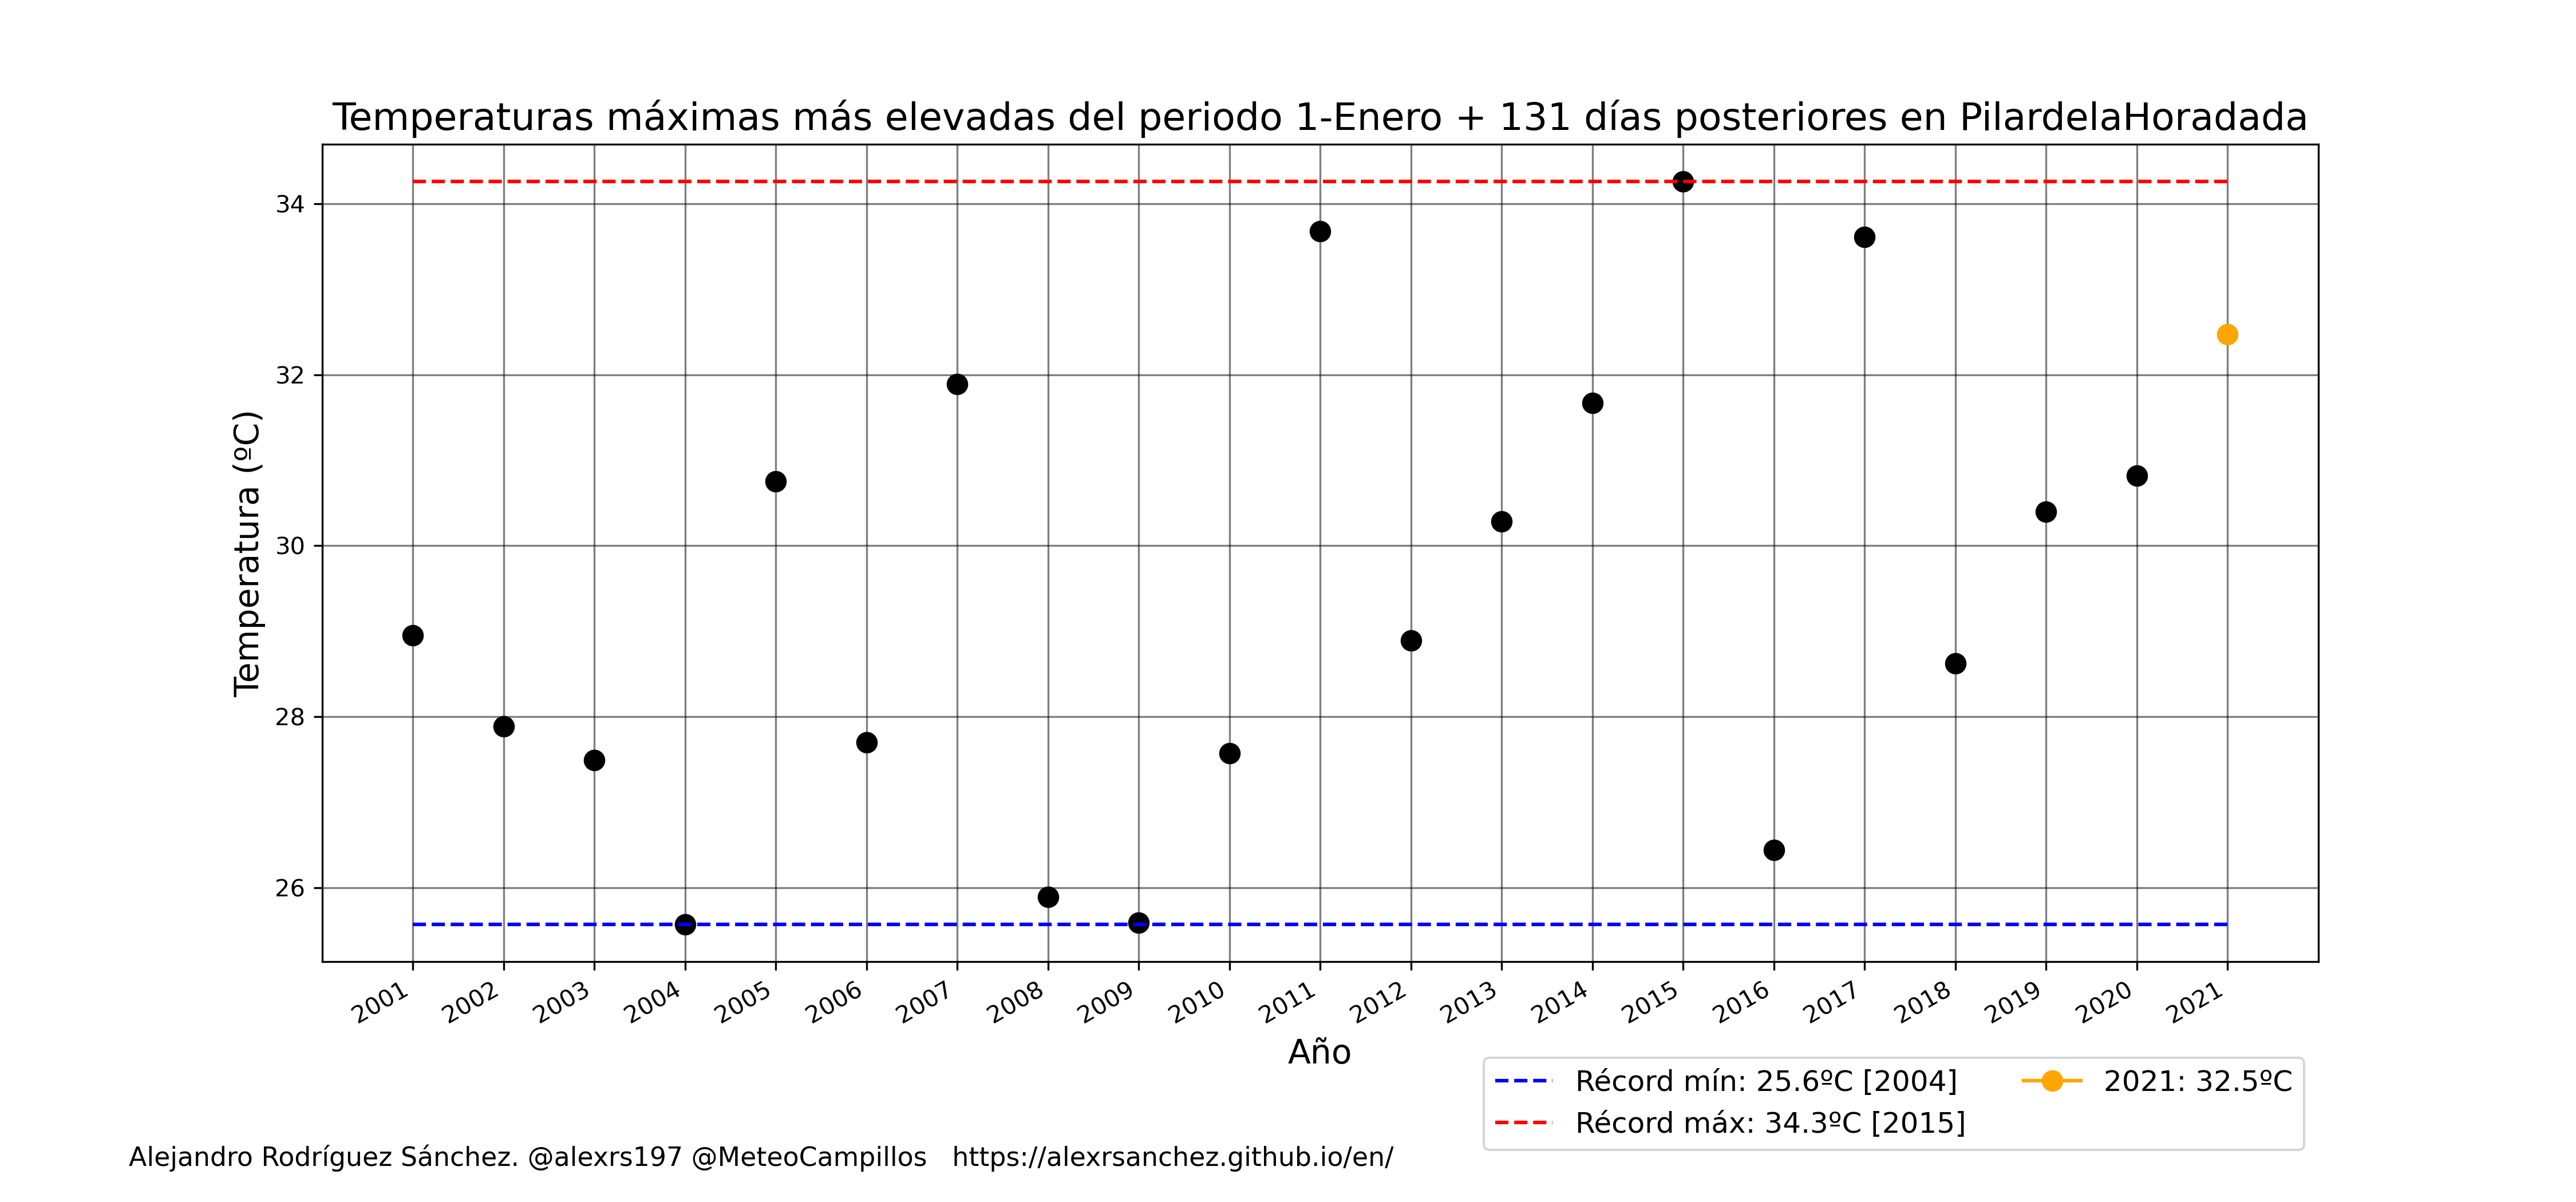 Temperaturas máximas más elevadas del periodo 1-Enero + 131 días posteriores en PilardelaHoradada
Temperatura (ºC)
34
32
30
28
26
2001 2002 2003 2004 2005 2006 2007 2008 2009 2010 2011 2012 2013 2014 2015 2016 2017 2018 2019 2020 2021
Año
Récord mín: 25.6ºC [2004]
Récord máx: 34.3ºC [2015]
2021: 32.5ºC
Alejandro Rodríguez Sánchez. @alexrs197 @MeteoCampillos https://alexrsanchez.github.io/en/